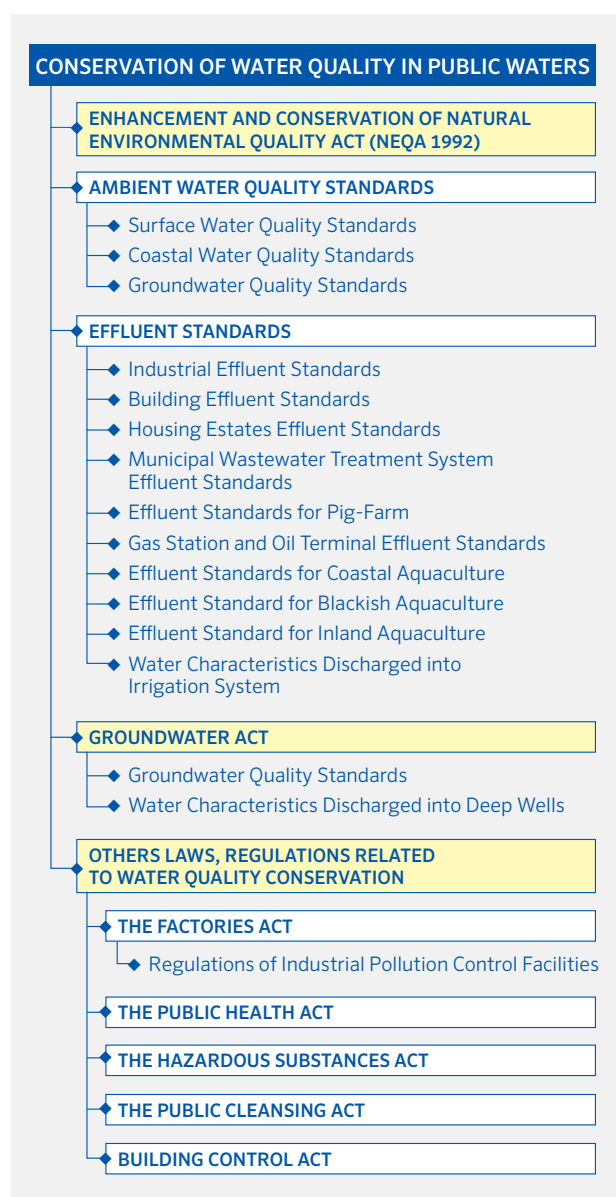 CONSERVATION OF WATER QUALITY IN PUBLIC WATERS
ENHANCEMENT AND CONSERVATION OF NATURAL
ENVIRONMENTAL QUALITY ACT (NEQA 1992)
AMBIENT WATER QUALITY STANDARDS
Surface Water Quality Standards
Coastal Water Quality Standards
Groundwater Quality Standards
EFFLUENT STANDARDS
Industrial Effluent Standards
Building Effluent Standards
Housing Estates Effluent Standards
Municipal Wastewater Treatment System
Effluent Standards
Effluent Standards for Pig-Farm
Gas Station and Oil Terminal Effluent Standards
Effluent Standards for Coastal Aquaculture
Effluent Standard for Blackish Aquaculture
Effluent Standard for Inland Aquaculture
Water Characteristics Discharged into
Irrigation System
GROUNDWATER ACT
Groundwater Quality Standards
Water Characteristics Discharged into Deep Wells
OTHERS LAWS, REGULATIONS RELATED
TO WATER QUALITY CONSERVATION
THE FACTORIES ACT
Regulations of Industrial Pollution Control Facilities
THE PUBLIC HEALTH ACT
THE HAZARDOUS SUBSTANCES ACT
THE PUBLIC CLEANSING ACT
BUILDING CONTROL ACT